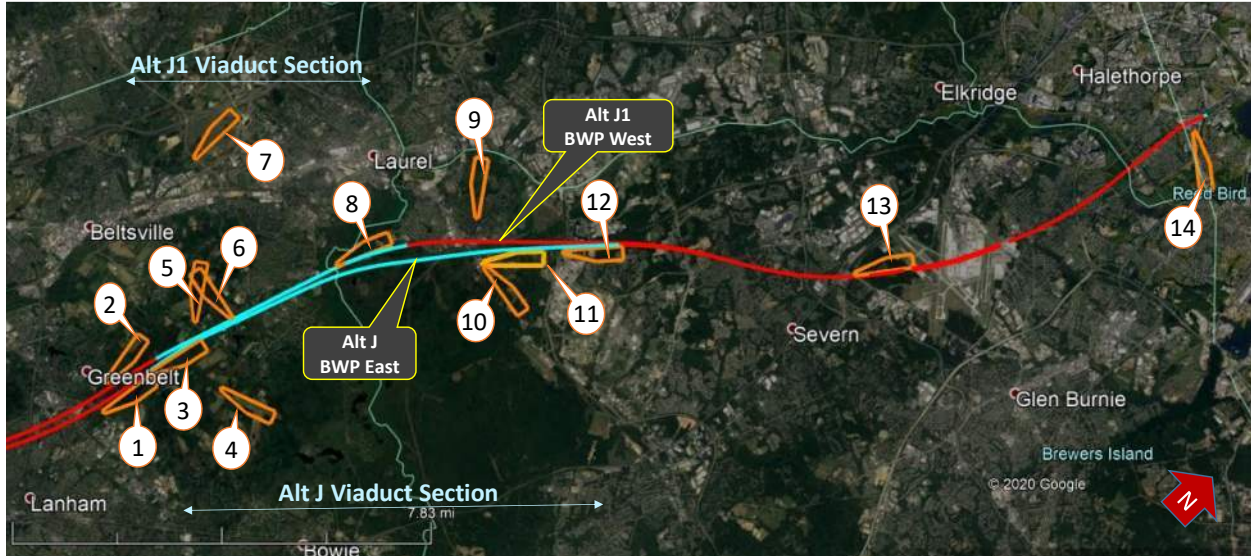 Alt J1 Viaduct Section
Halethorpe
Elkridge
9
Alt J1
BWP West
7
Laurel
8
12
13
Reed Bird
14
Beltsville
5
6
2
10
11
Alt J
BWP East
Severn
Greenbelt
3
1
4
Glen Burnie
Brewers Island
Alt J Viaduct Section
© 2020 Google
N
Lanham
7.83 mi
Bowie